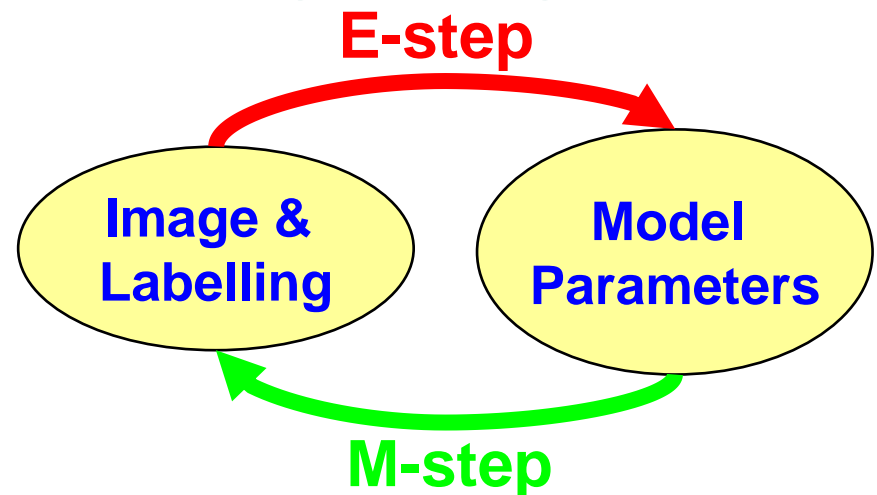 E-step
Image &
Labelling
Model
Parameters
M-step